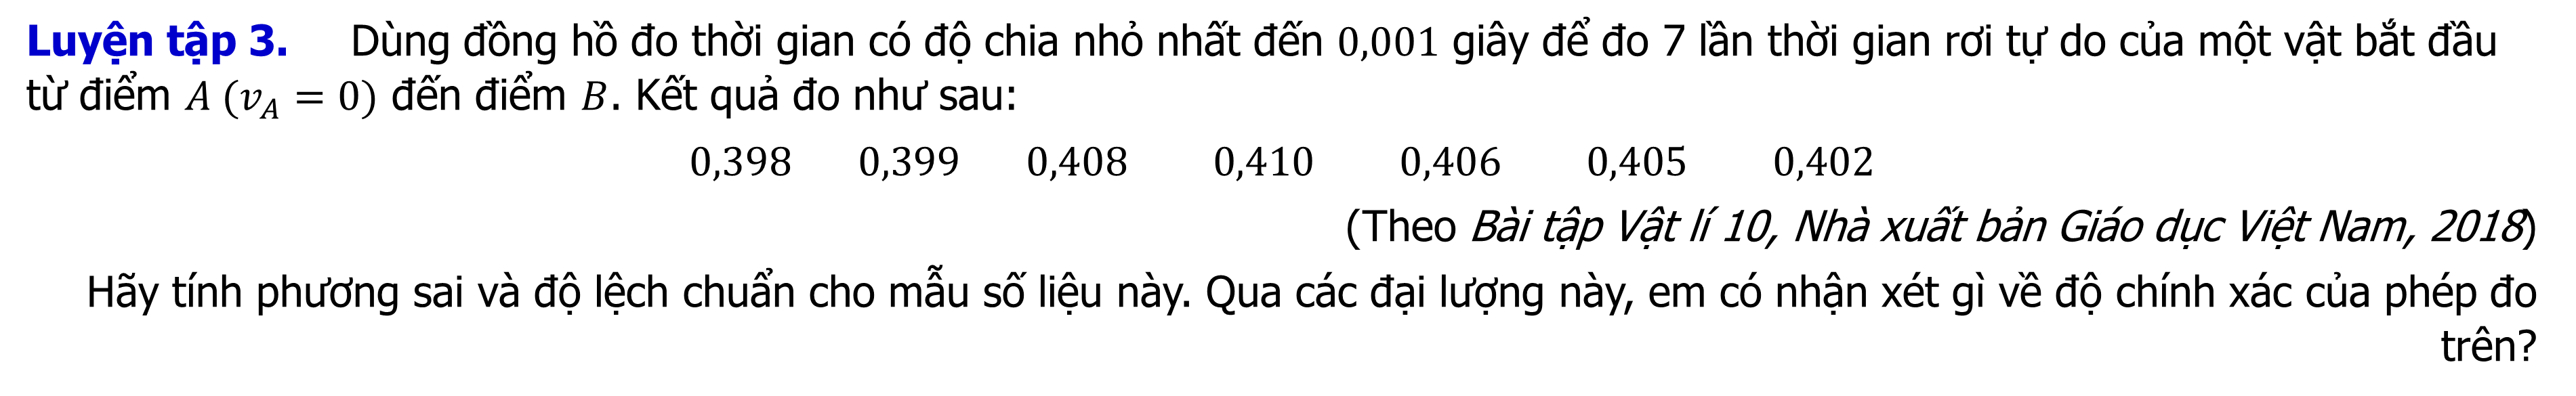 Luyện tập 3. Dùng đồng hồ đo thời gian có độ chia nhỏ nhất đến 0,001 giây để đo 7 lần thời gian rơi tự do của một vật bắt đầu
từ điểm A (v_A = 0) đến điểm B. Kết quả đo như sau:
0,398 0,399 0,408 0,410 0,406 0,405 0,402
(Theo Bài tập Vật lí 10, Nhà xuất bản Giáo dục Việt Nam, 2018)
Hãy tính phương sai và độ lệch chuẩn cho mẫu số liệu này. Qua các đại lượng này, em có nhận xét gì về độ chính xác của phép đo
trên?